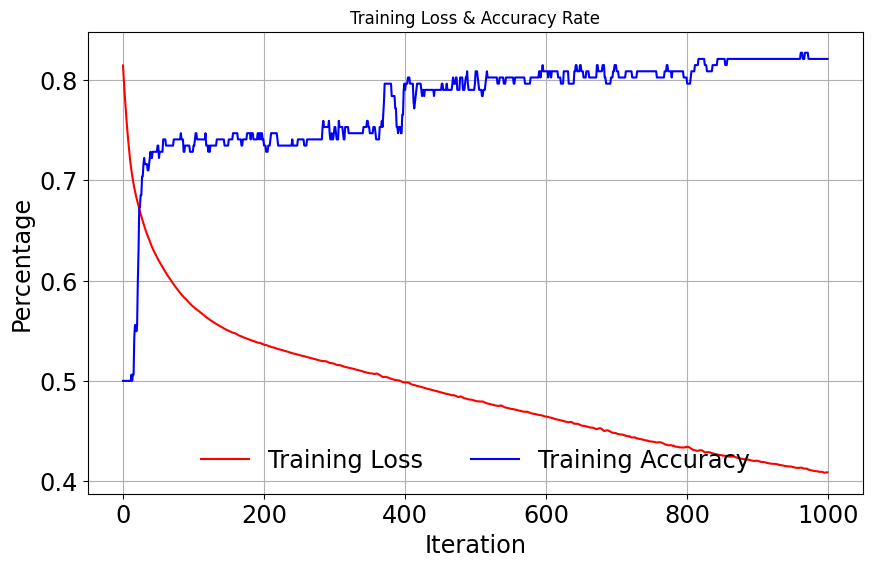 Training Loss & Accuracy Rate
Percentage
0.8
0.7
0.6
0.5
0.4
Training Loss Training Accuracy
0 200 400 600 800 1000
Iteration